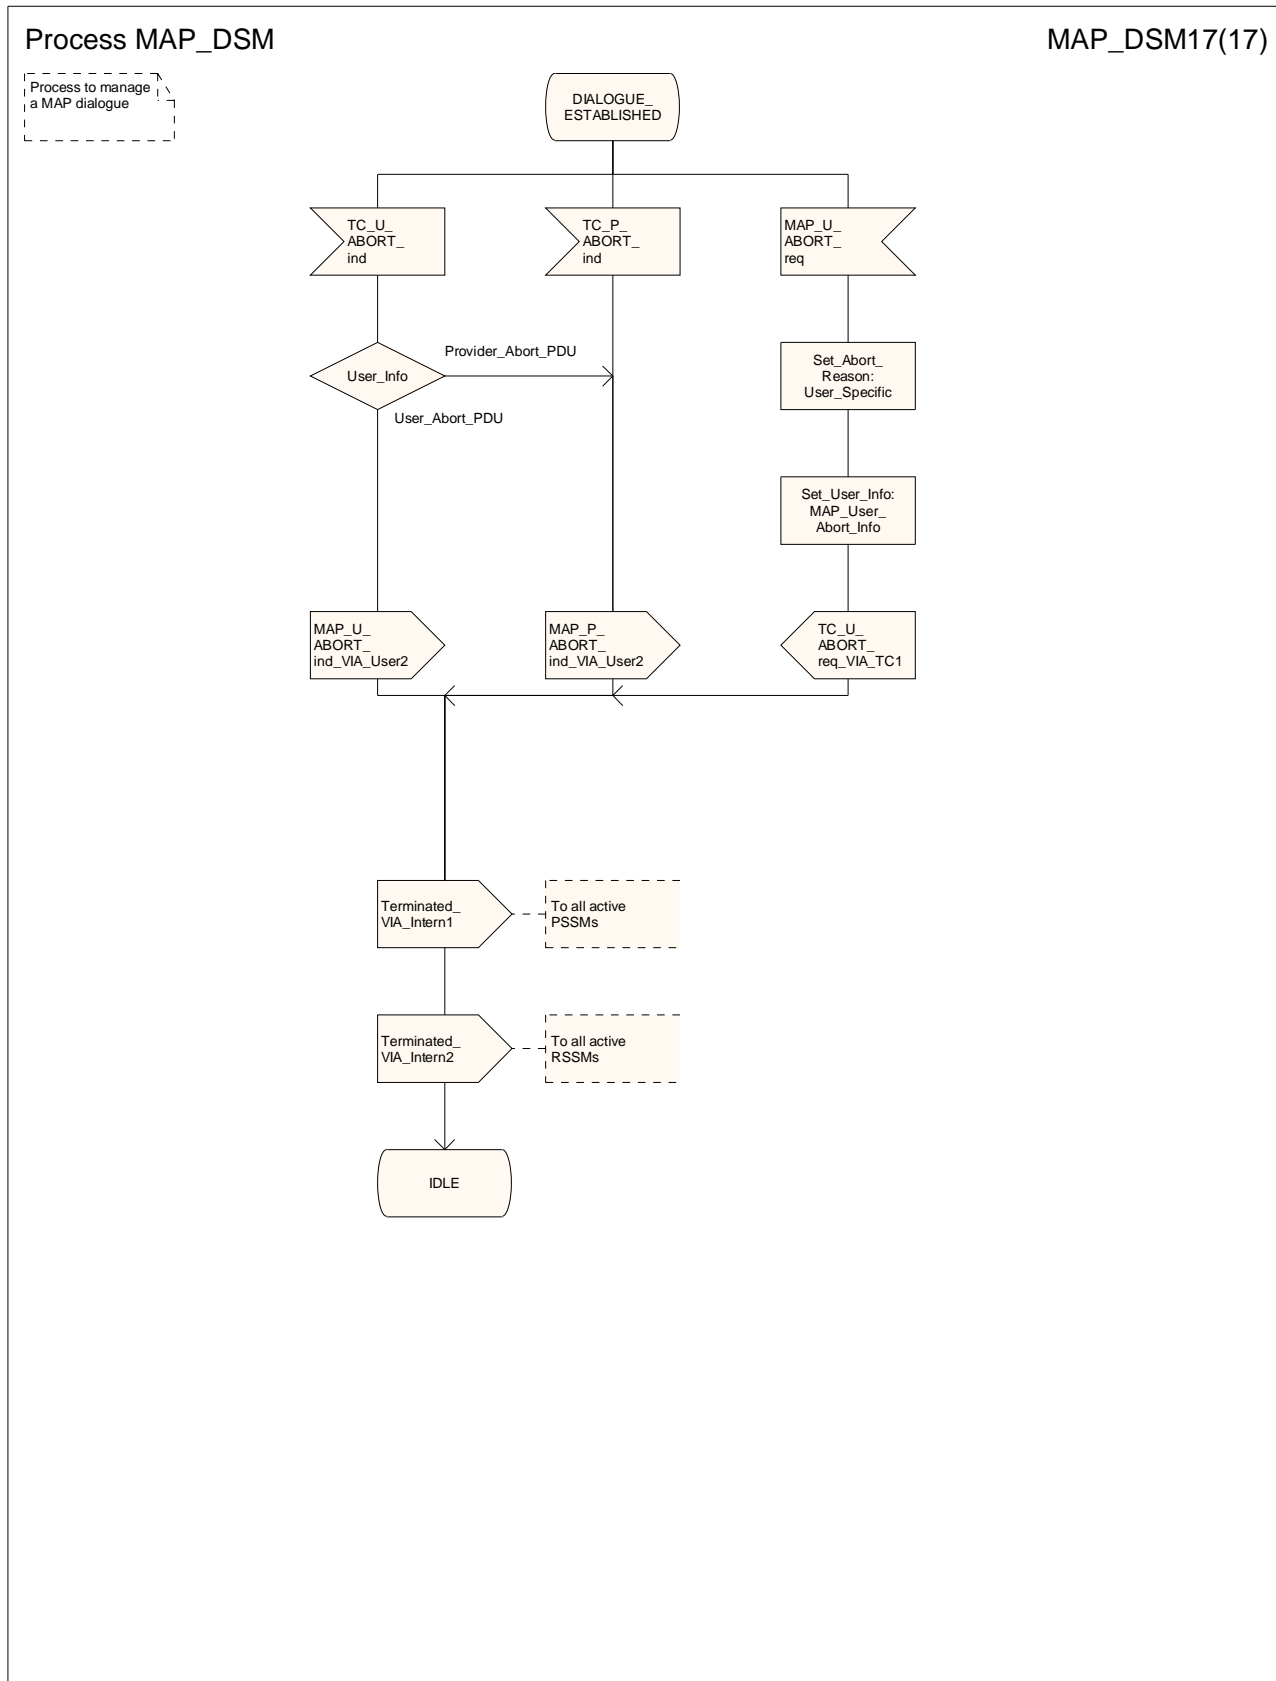 Process MAP_DSM
MAP_DSM17(17)
Process to manage
a MAP dialogue
DIALOGUE_
ESTABLISHED
TC_U_
ABORT_
ind
TC_P_
ABORT_
ind
MAP_U_
ABORT_
req
User_Info
Provider_Abort_PDU
User_Abort_PDU
Set_Abort_
Reason:
User_Specific
Set_User_Info:
MAP_User_
Abort_Info
MAP_U_
ABORT_
ind_VIA_User2
MAP_P_
ABORT_
ind_VIA_User2
TC_U_
ABORT_
req_VIA_TC1
Terminated_
VIA_Intern1
To all active
PSSMs
Terminated_
VIA_Intern2
To all active
RSSMs
IDLE